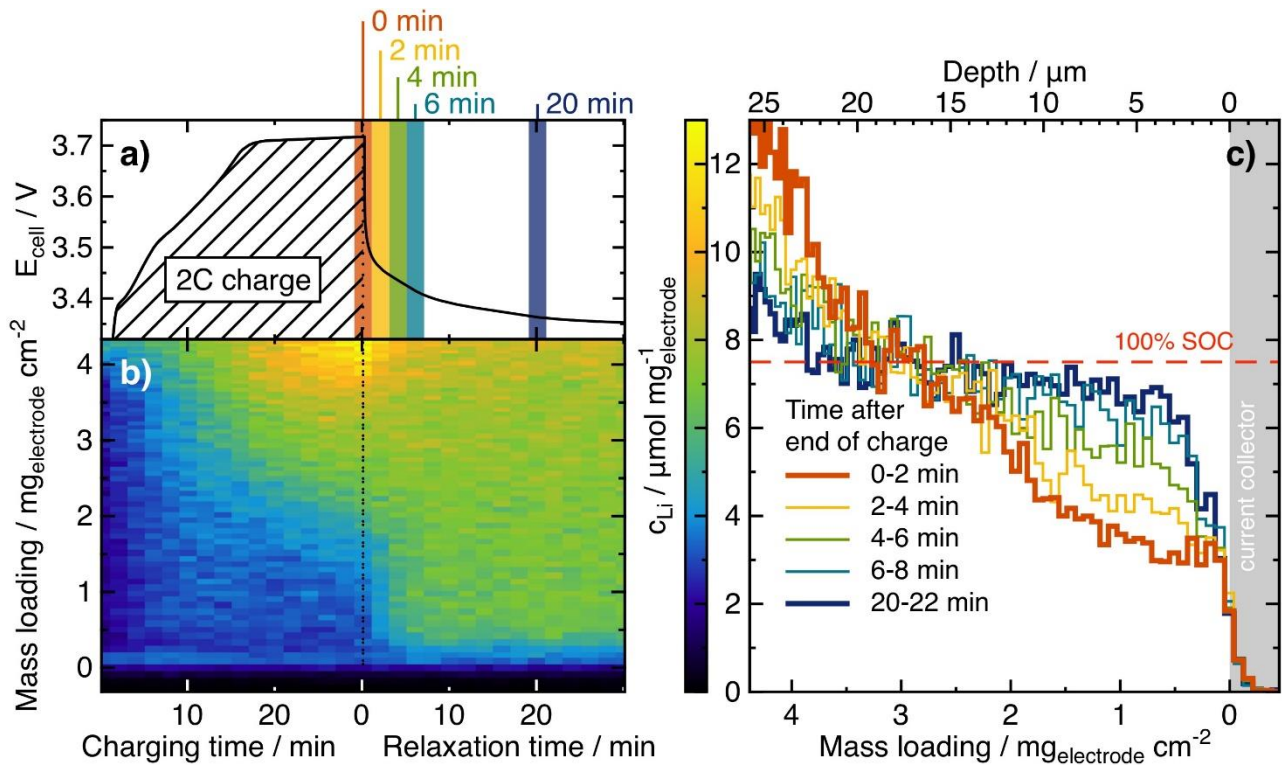 0 min
2 min
4 min
6 min
20 min
a)
3.7
3.6
3.5
3.4
E_cell / V
2C charge
b)
4
3
2
1
0
Mass loading / mg_electrode cm⁻²
10
20
0
10
20
Charging time / min
Relaxation time / min
12
10
8
6
4
2
0
c_Li / µmol mg⁻¹_electrode
Depth / µm
25
20
15
10
5
0
c)
100% SOC
Time after
end of charge
0-2 min
2-4 min
4-6 min
6-8 min
20-22 min
current collector
4
3
2
1
0
Mass loading / mg_electrode cm⁻²